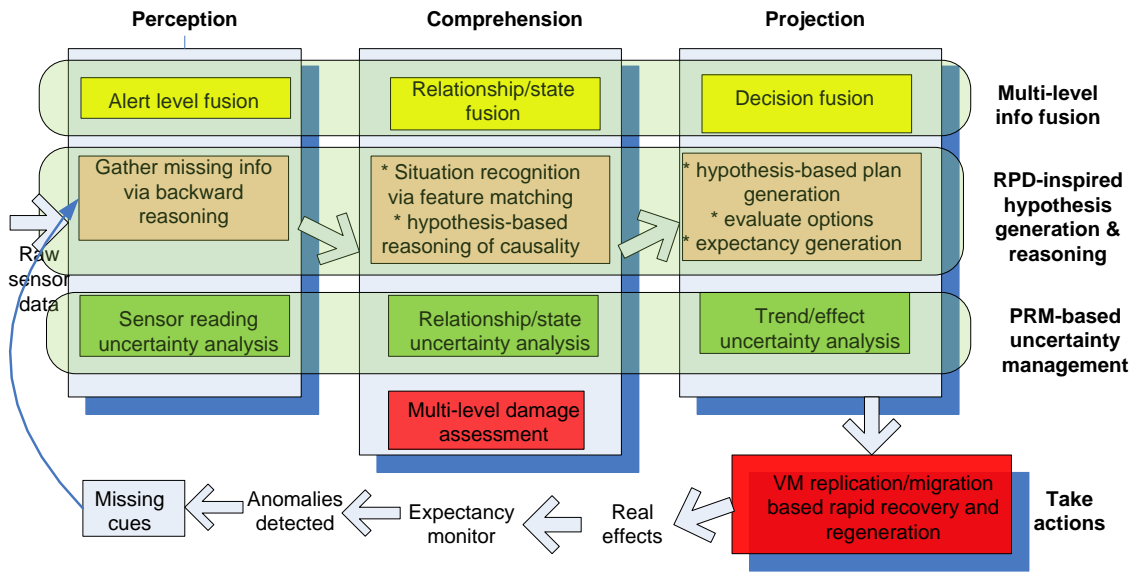 Perception
Comprehension
Projection
Alert level fusion
Relationship/state
fusion
Decision fusion
Multi-level
info fusion
Gather missing info
via backward
reasoning
* Situation recognition
via feature matching
* hypothesis-based
reasoning of causality
* hypothesis-based plan
generation
* evaluate options
* expectancy generation
RPD-inspired
hypothesis
generation &
reasoning
Raw
sensor
data
Sensor reading
uncertainty analysis
Relationship/state
uncertainty analysis
Trend/effect
uncertainty analysis
PRM-based
uncertainty
management
Multi-level damage
assessment
VM replication/migration
based rapid recovery and
regeneration
Take
actions
Real
effects
Expectancy
monitor
Anomalies
detected
Missing
cues